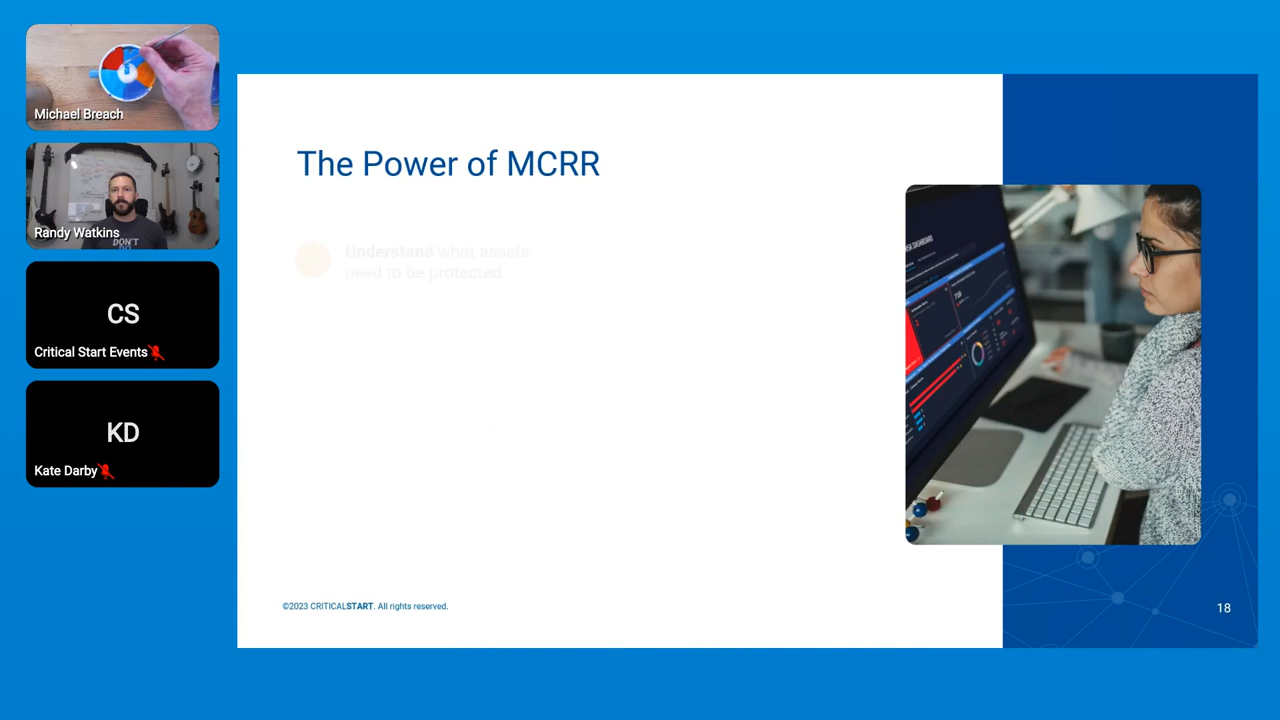 Michael Breach
Randy Watkins
DON'T
CS
Critical Start Events
KD
Kate Darby
The Power of MCRR
Understand what assets
need to be protected
©2023 CRITICALSTART. All rights reserved.
18